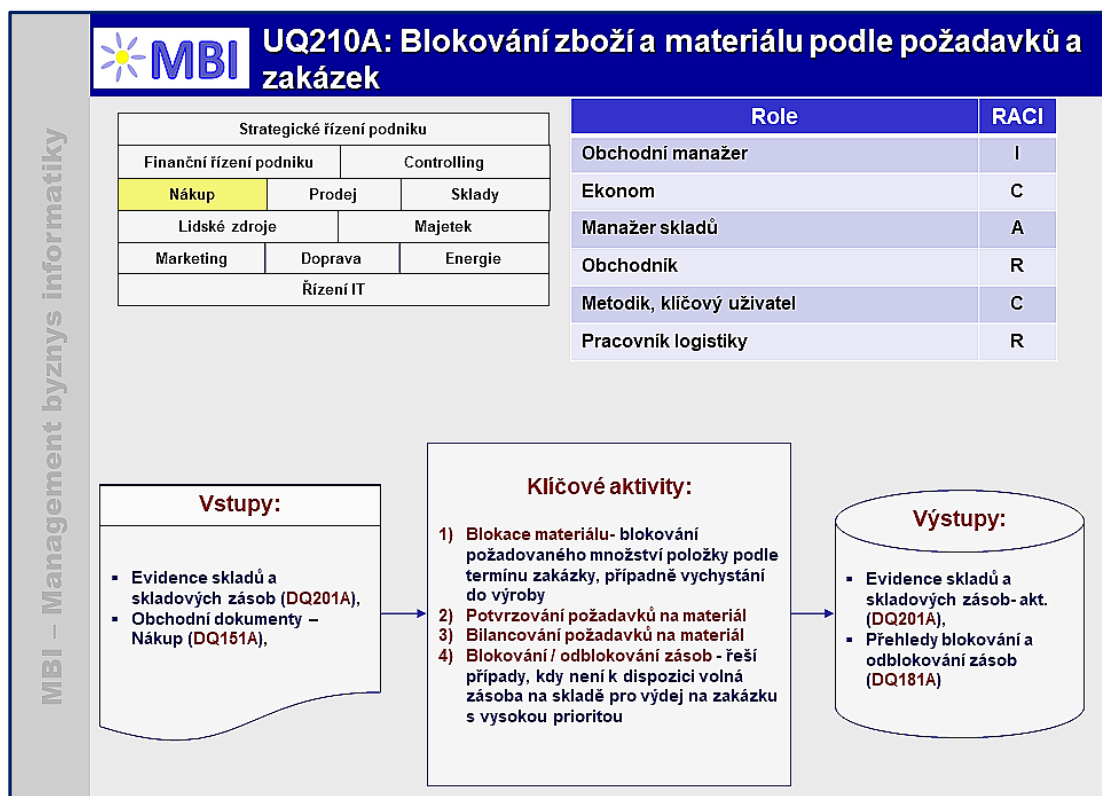 MBI – Management byznys informatiky
MBI
UQ210A: Blokování zboží a materiálu podle požadavků a
zakázek
Strategické řízení podniku
Finanční řízení podniku
Controlling
Nákup
Prodej
Sklady
Lidské zdroje
Majetek
Marketing
Doprava
Energie
Řízení IT
Role RACI
Obchodní manažer I
Ekonom C
Manažer skladů A
Obchodník R
Metodik, klíčový uživatel C
Pracovník logistiky R
Vstupy:
▪ Evidence skladů a
skladových zásob (DQ201A),
▪ Obchodní dokumenty –
Nákup (DQ151A),
Klíčové aktivity:
1) Blokace materiálu- blokování
požadovaného množství položky podle
termínu zakázky, případně vychystání
do výroby
2) Potvrzování požadavků na materiál
3) Bilancování požadavků na materiál
4) Blokování / odblokování zásob - řeší
případy, kdy není k dispozici volná
zásoba na skladě pro výdej na zakázku
s vysokou prioritou
Výstupy:
▪ Evidence skladů a
skladových zásob- akt.
(DQ201A),
▪ Přehledy blokování a
odblokování zásob
(DQ181A)